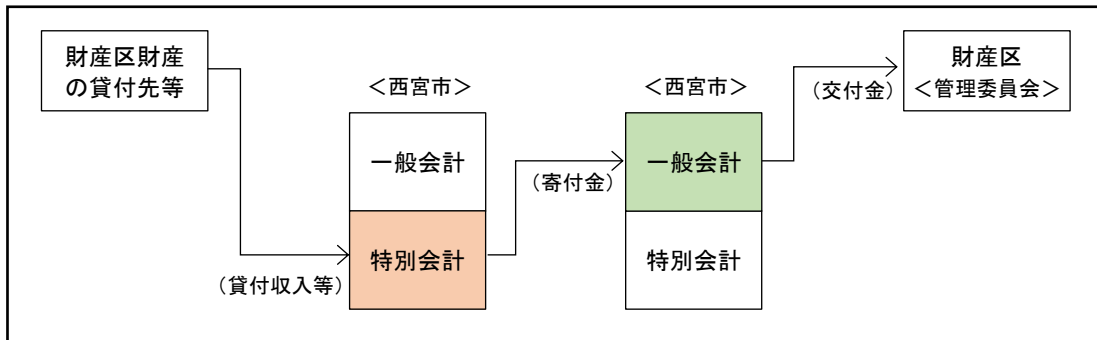 財産区財産
の貸付先等
＜西宮市＞
一般会計
特別会計
（貸付収入等）
（寄付金）
＜西宮市＞
一般会計
特別会計
（交付金）
財産区
＜管理委員会＞